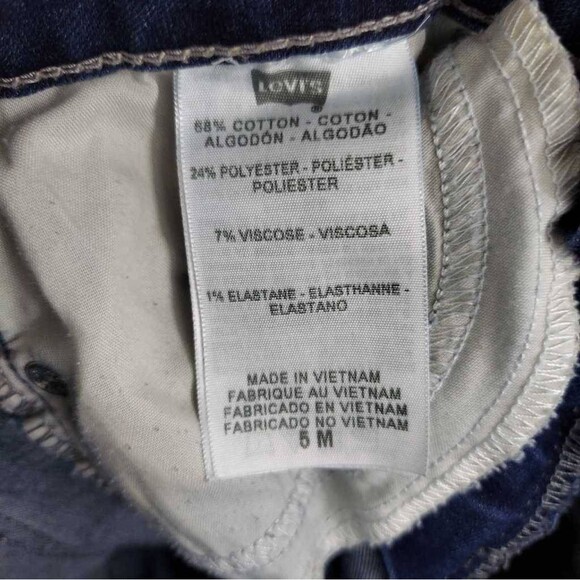 LEVI'S
68% COTTON - COTON -
ALGODÓN - ALGODÃO
24% POLYESTER - POLIÉSTER -
POLIESTER
7% VISCOSE - VISCOSA
1% ELASTANE - ELASTHANNE -
ELASTANO
MADE IN VIETNAM
FABRIQUE AU VIETNAM
FABRICADO EN VIETNAM
FABRICADO NO VIETNAM
5 M